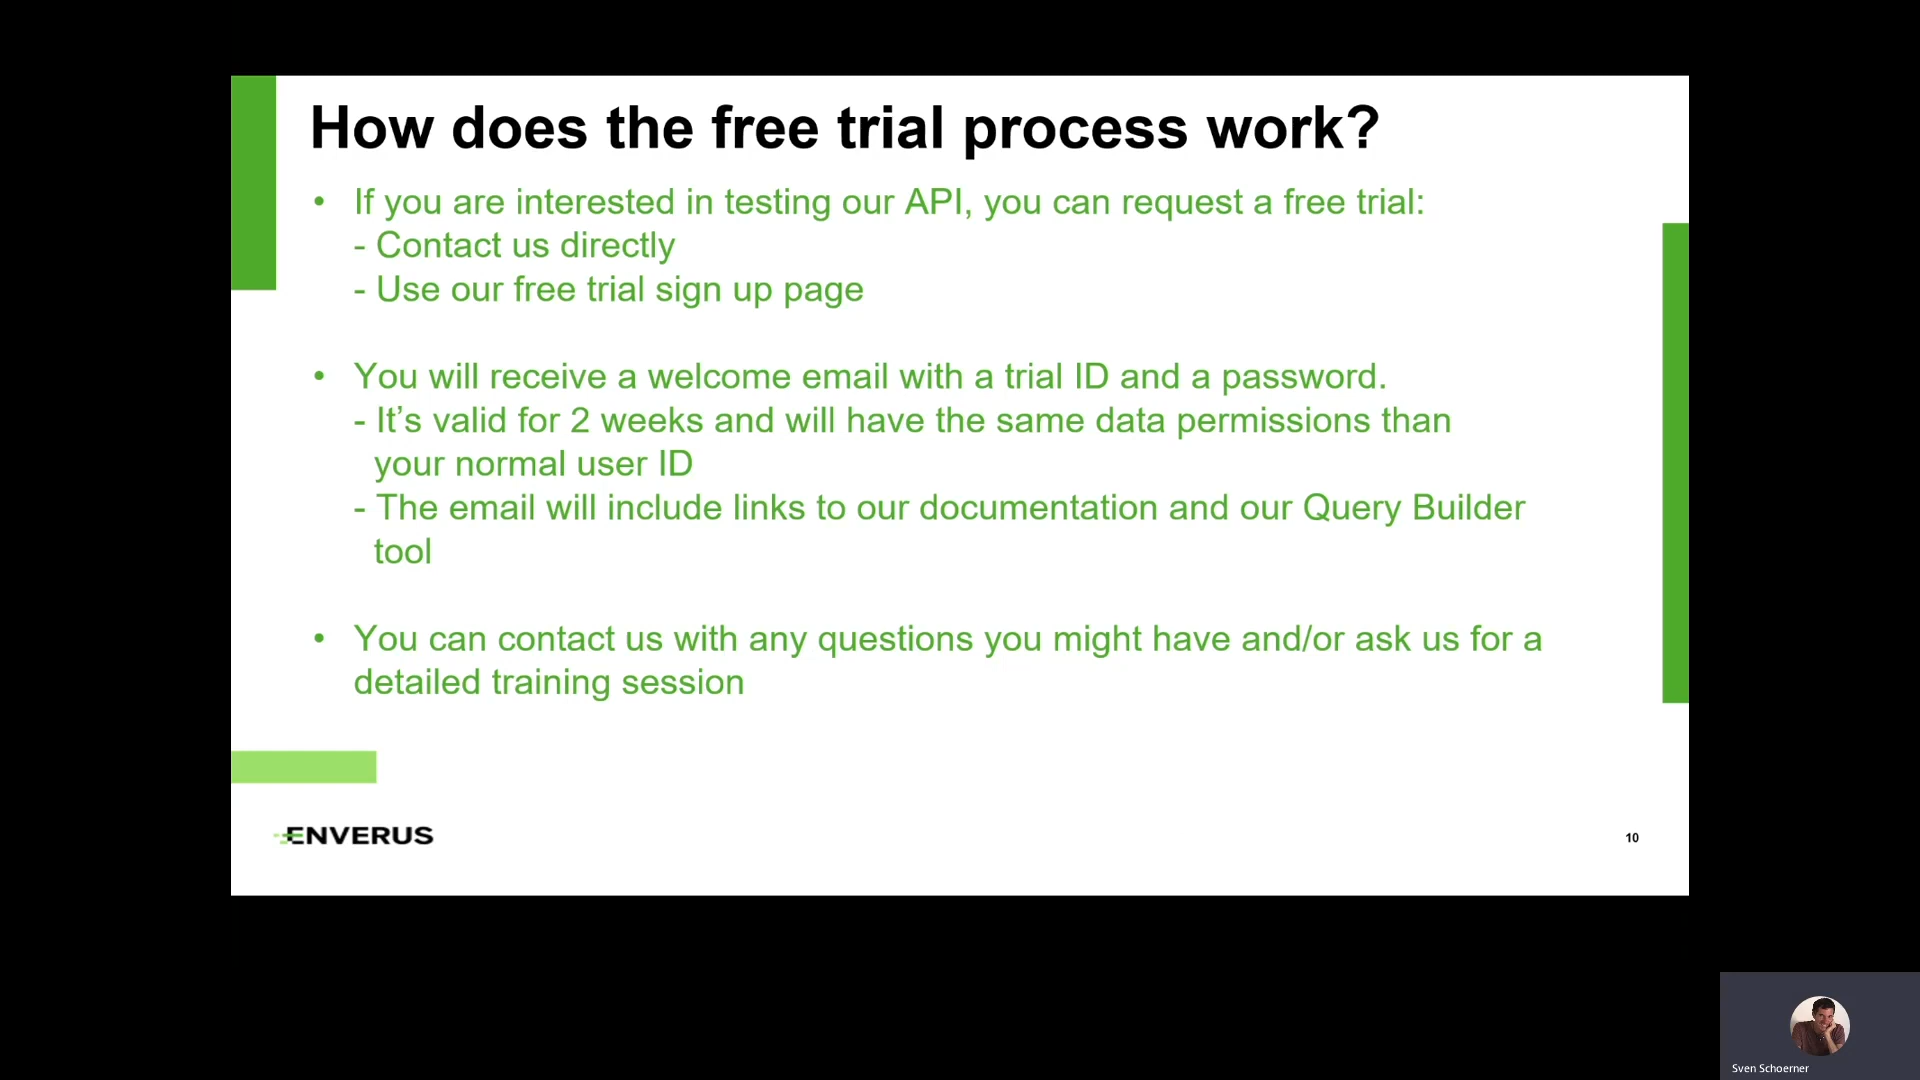 How does the free trial process work?
• If you are interested in testing our API, you can request a free trial:
- Contact us directly
- Use our free trial sign up page
• You will receive a welcome email with a trial ID and a password.
- It’s valid for 2 weeks and will have the same data permissions than
your normal user ID
- The email will include links to our documentation and our Query Builder
tool
• You can contact us with any questions you might have and/or ask us for a
detailed training session
ENVERUS
10
Sven Schoerner